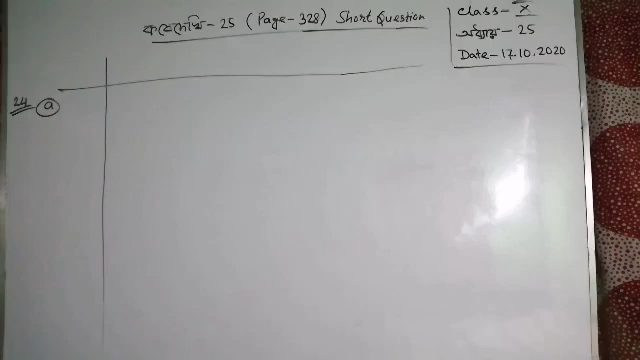 কষে দেখি - 25 (Page - 328) Short Question
Class - X
অধ্যায় - 25
Date - 17.10.2020
24 a